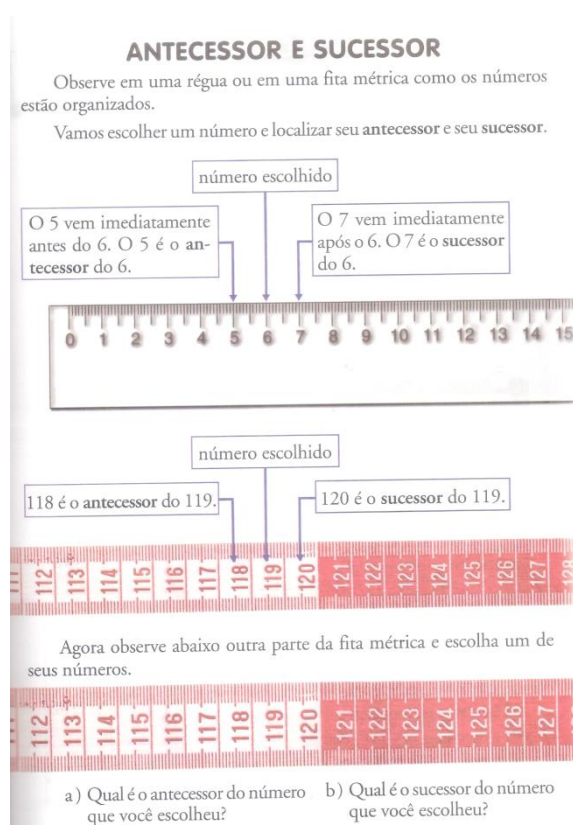 ANTECESSOR E SUCESSOR
Observe em uma régua ou em uma fita métrica como os números
estão organizados.
Vamos escolher um número e localizar seu antecessor e seu sucessor.
número escolhido
O 5 vem imediatamente
antes do 6. O 5 é o an-
tecessor do 6.
O 7 vem imediatamente
após o 6. O 7 é o sucessor
do 6.
0 1 2 3 4 5 6 7 8 9 10 11 12 13 14 15
número escolhido
118 é o antecessor do 119.
120 é o sucessor do 119.
112 113 114 115 116 117 118 119 120 121 122 123 124 125 126 127 128
Agora observe abaixo outra parte da fita métrica e escolha um de
seus números.
112 113 114 115 116 117 118 119 120 121 122 123 124 125 126 127
a) Qual é o antecessor do número
que você escolheu?
b) Qual é o sucessor do número
que você escolheu?